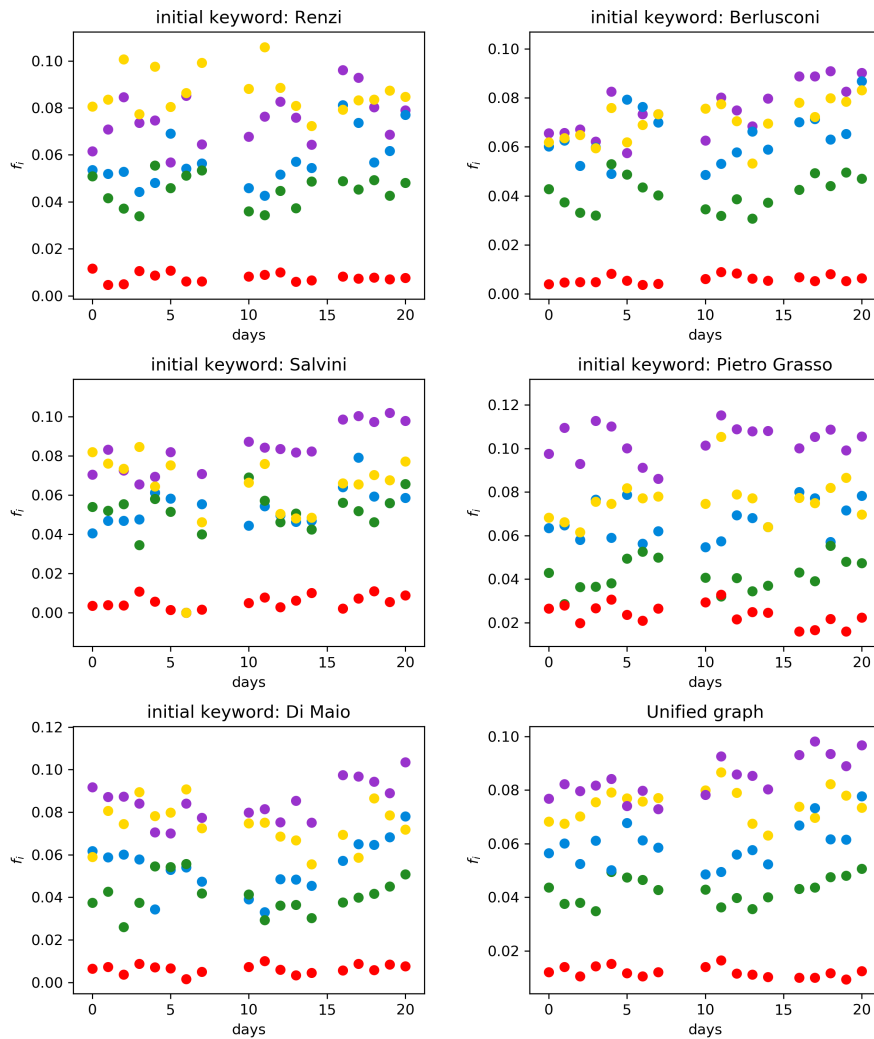 initial keyword: Renzi
0.10
0.08
0.06
0.04
0.02
0.00
f_i
0 5 10 15 20
days
initial keyword: Berlusconi
0.10
0.08
0.06
0.04
0.02
0.00
f_i
0 5 10 15 20
days
initial keyword: Salvini
0.10
0.08
0.06
0.04
0.02
0.00
f_i
0 5 10 15 20
days
initial keyword: Pietro Grasso
0.12
0.10
0.08
0.06
0.04
0.02
f_i
0 5 10 15 20
days
initial keyword: Di Maio
0.12
0.10
0.08
0.06
0.04
0.02
0.00
f_i
0 5 10 15 20
days
Unified graph
0.10
0.08
0.06
0.04
0.02
f_i
0 5 10 15 20
days